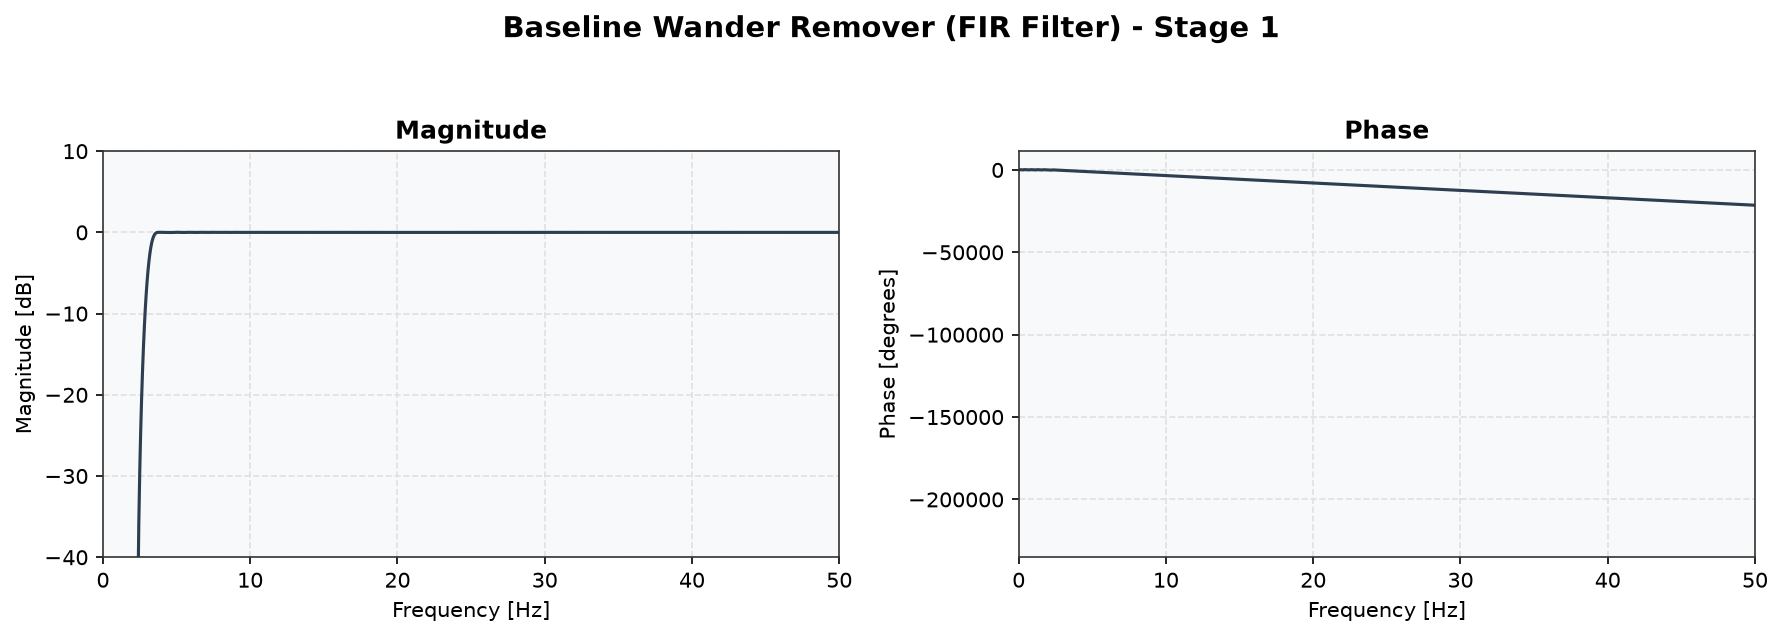 Baseline Wander Remover (FIR Filter) - Stage 1
Magnitude
10
0
−10
−20
−30
−40
Magnitude [dB]
0 10 20 30 40 50
Frequency [Hz]
Phase
0
−50000
−100000
−150000
−200000
Phase [degrees]
0 10 20 30 40 50
Frequency [Hz]